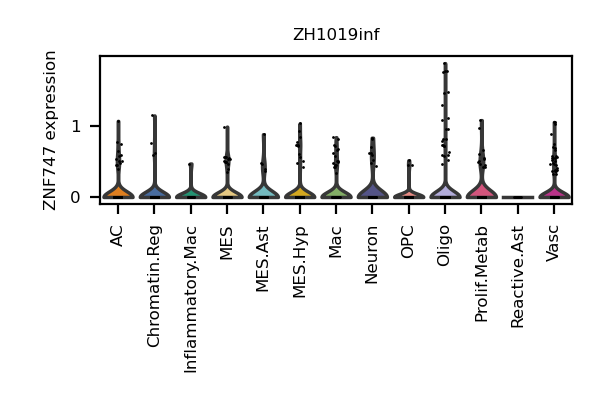 ZH1019inf
ZNF747 expression
1
0
AC
Chromatin.Reg
Inflammatory.Mac
MES
MES.Ast
MES.Hyp
Mac
Neuron
OPC
Oligo
Prolif.Metab
Reactive.Ast
Vasc